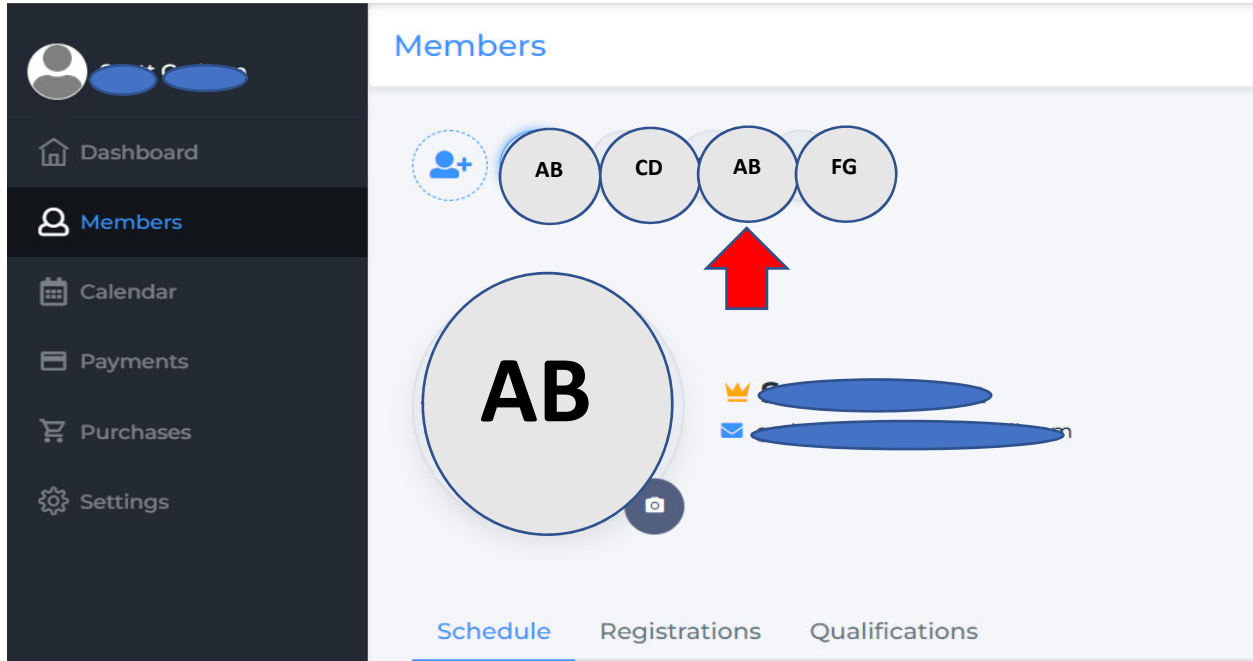 Members
Dashboard
AB CD AB FG
Members
Calendar
Payments
AB
Purchases
Settings
Schedule Registrations Qualifications